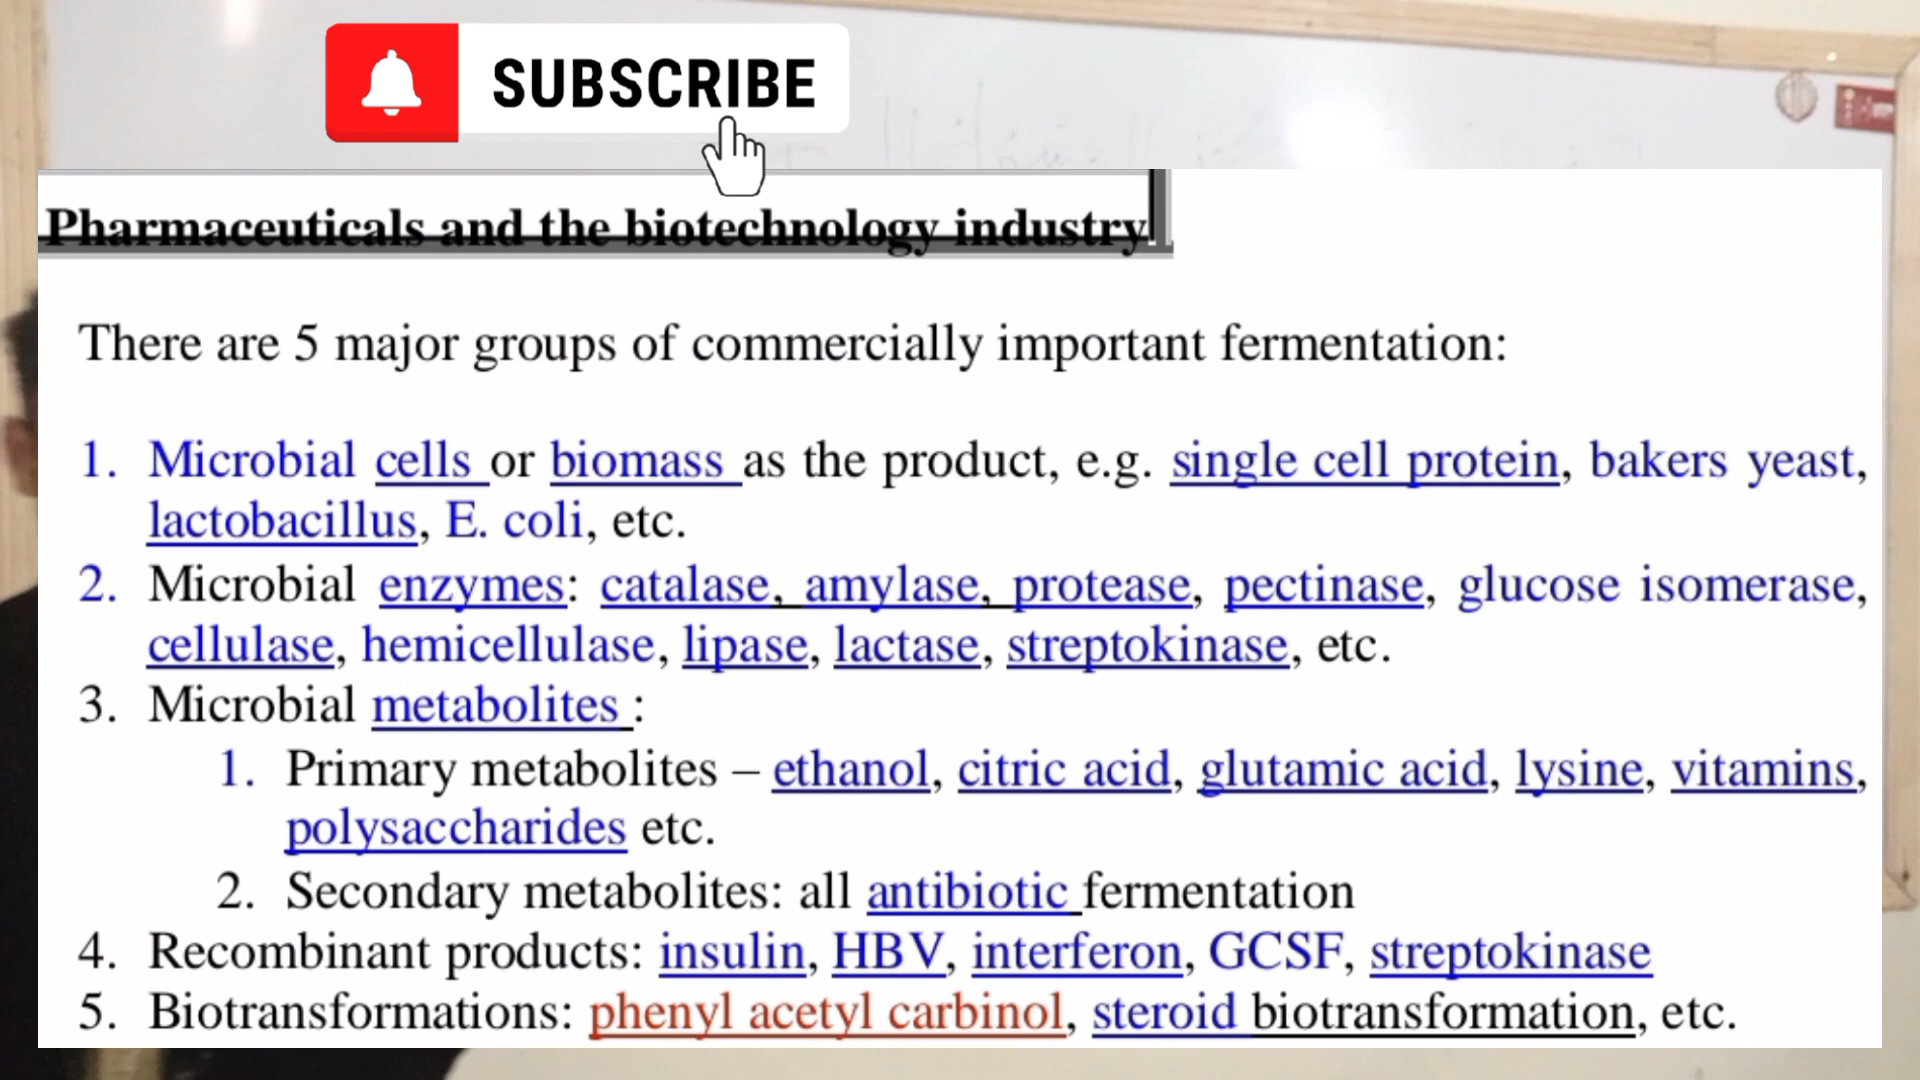 SUBSCRIBE
Pharmaceuticals and the biotechnology industry
There are 5 major groups of commercially important fermentation:
1. Microbial cells or biomass as the product, e.g. single cell protein, bakers yeast,
lactobacillus, E. coli, etc.
2. Microbial enzymes: catalase, amylase, protease, pectinase, glucose isomerase,
cellulase, hemicellulase, lipase, lactase, streptokinase, etc.
3. Microbial metabolites :
1. Primary metabolites – ethanol, citric acid, glutamic acid, lysine, vitamins,
polysaccharides etc.
2. Secondary metabolites: all antibiotic fermentation
4. Recombinant products: insulin, HBV, interferon, GCSF, streptokinase
5. Biotransformations: phenyl acetyl carbinol, steroid biotransformation, etc.